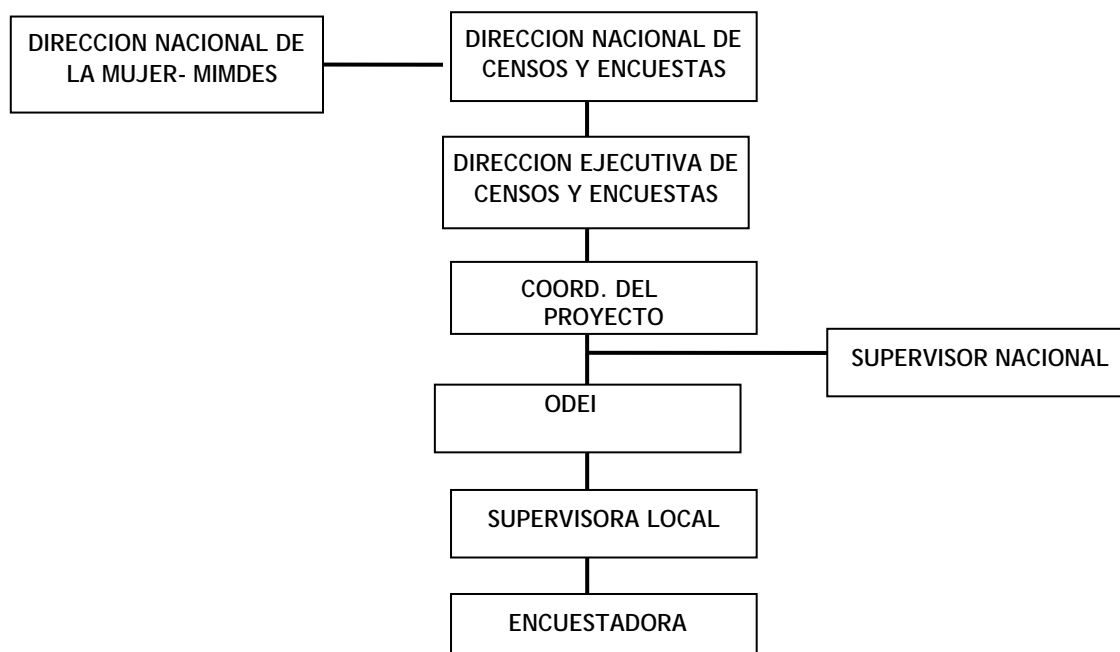 DIRECCION NACIONAL DE
LA MUJER- MIMDES
DIRECCION NACIONAL DE
CENSOS Y ENCUESTAS
DIRECCION EJECUTIVA DE
CENSOS Y ENCUESTAS
COORD. DEL
PROYECTO
SUPERVISOR NACIONAL
ODEI
SUPERVISORA LOCAL
ENCUESTADORA